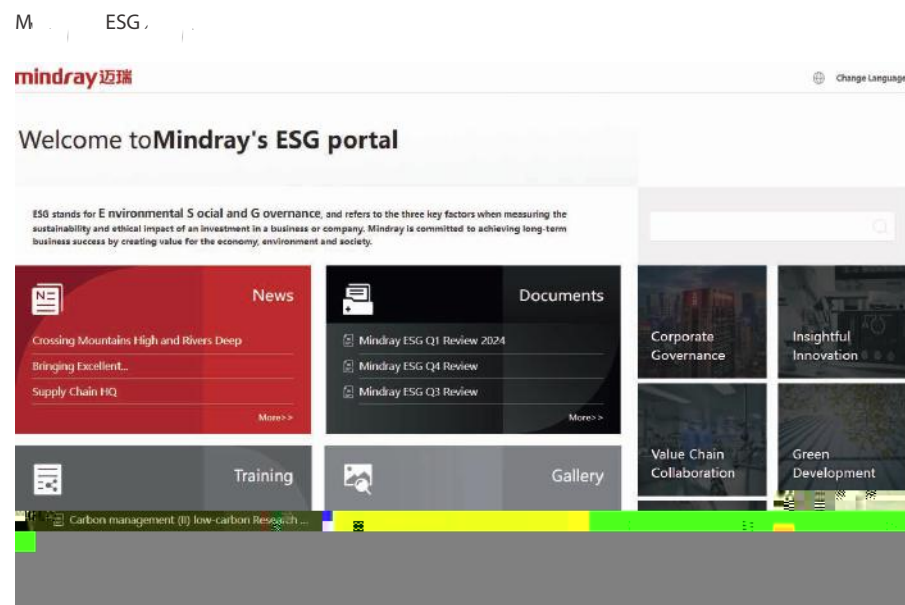 ESG
mindray迈瑞
Change Language
Welcome toMindray's ESG portal
ESG stands for E nvironmental S ocial and G overnance, and refers to the three key factors when measuring the
sustainability and ethical impact of an investment in a business or company. Mindray is committed to achieving long-term
business success by creating value for the economy, environment and society.
News
Crossing Mountains High and Rivers Deep
Bringing Excellent...
Supply Chain HQ
More>>
Documents
Mindray ESG Q1 Review 2024
Mindray ESG Q4 Review
Mindray ESG Q3 Review
More>>
Corporate
Governance
Insightful
Innovation
Training
Gallery
Value Chain
Collaboration
Green
Development
Carbon management (II) low-carbon Research ...